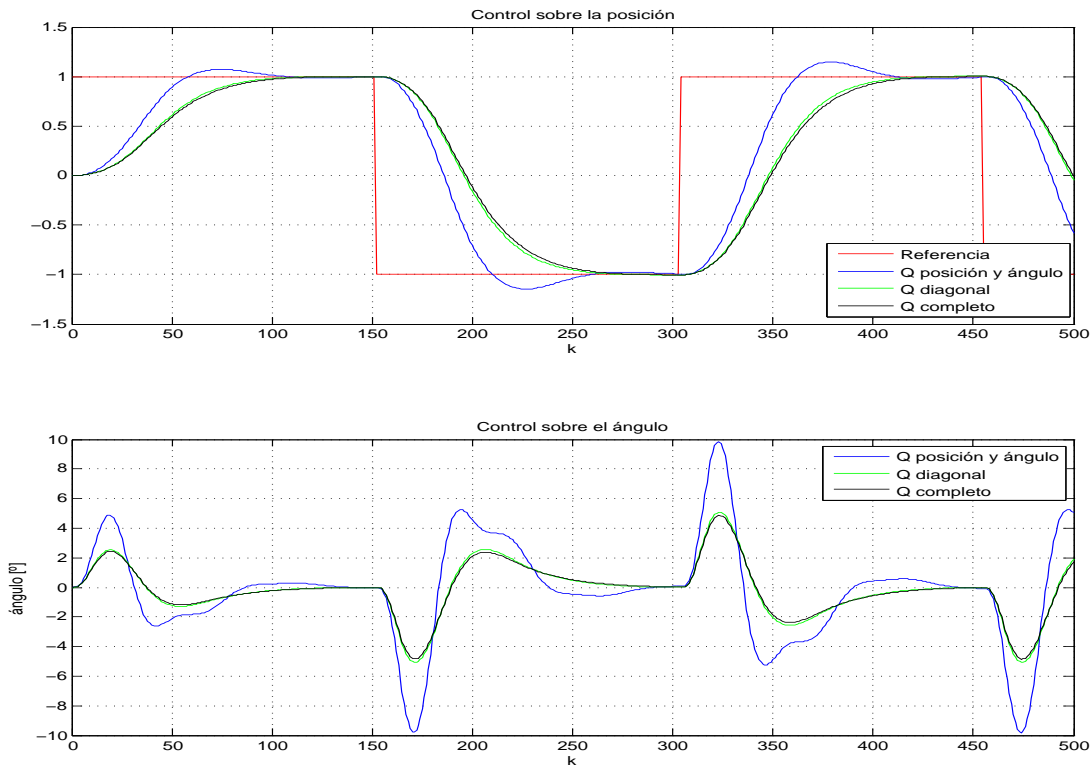 Control sobre la posición
1.5
1
0.5
0
−0.5
−1
−1.5
0 50 100 150 200 250 300 350 400 450 500
k
Referencia
Q posición y ángulo
Q diagonal
Q completo
Control sobre el ángulo
10
8
6
4
2
0
−2
−4
−6
−8
−10
ángulo [º]
0 50 100 150 200 250 300 350 400 450 500
k
Q posición y ángulo
Q diagonal
Q completo